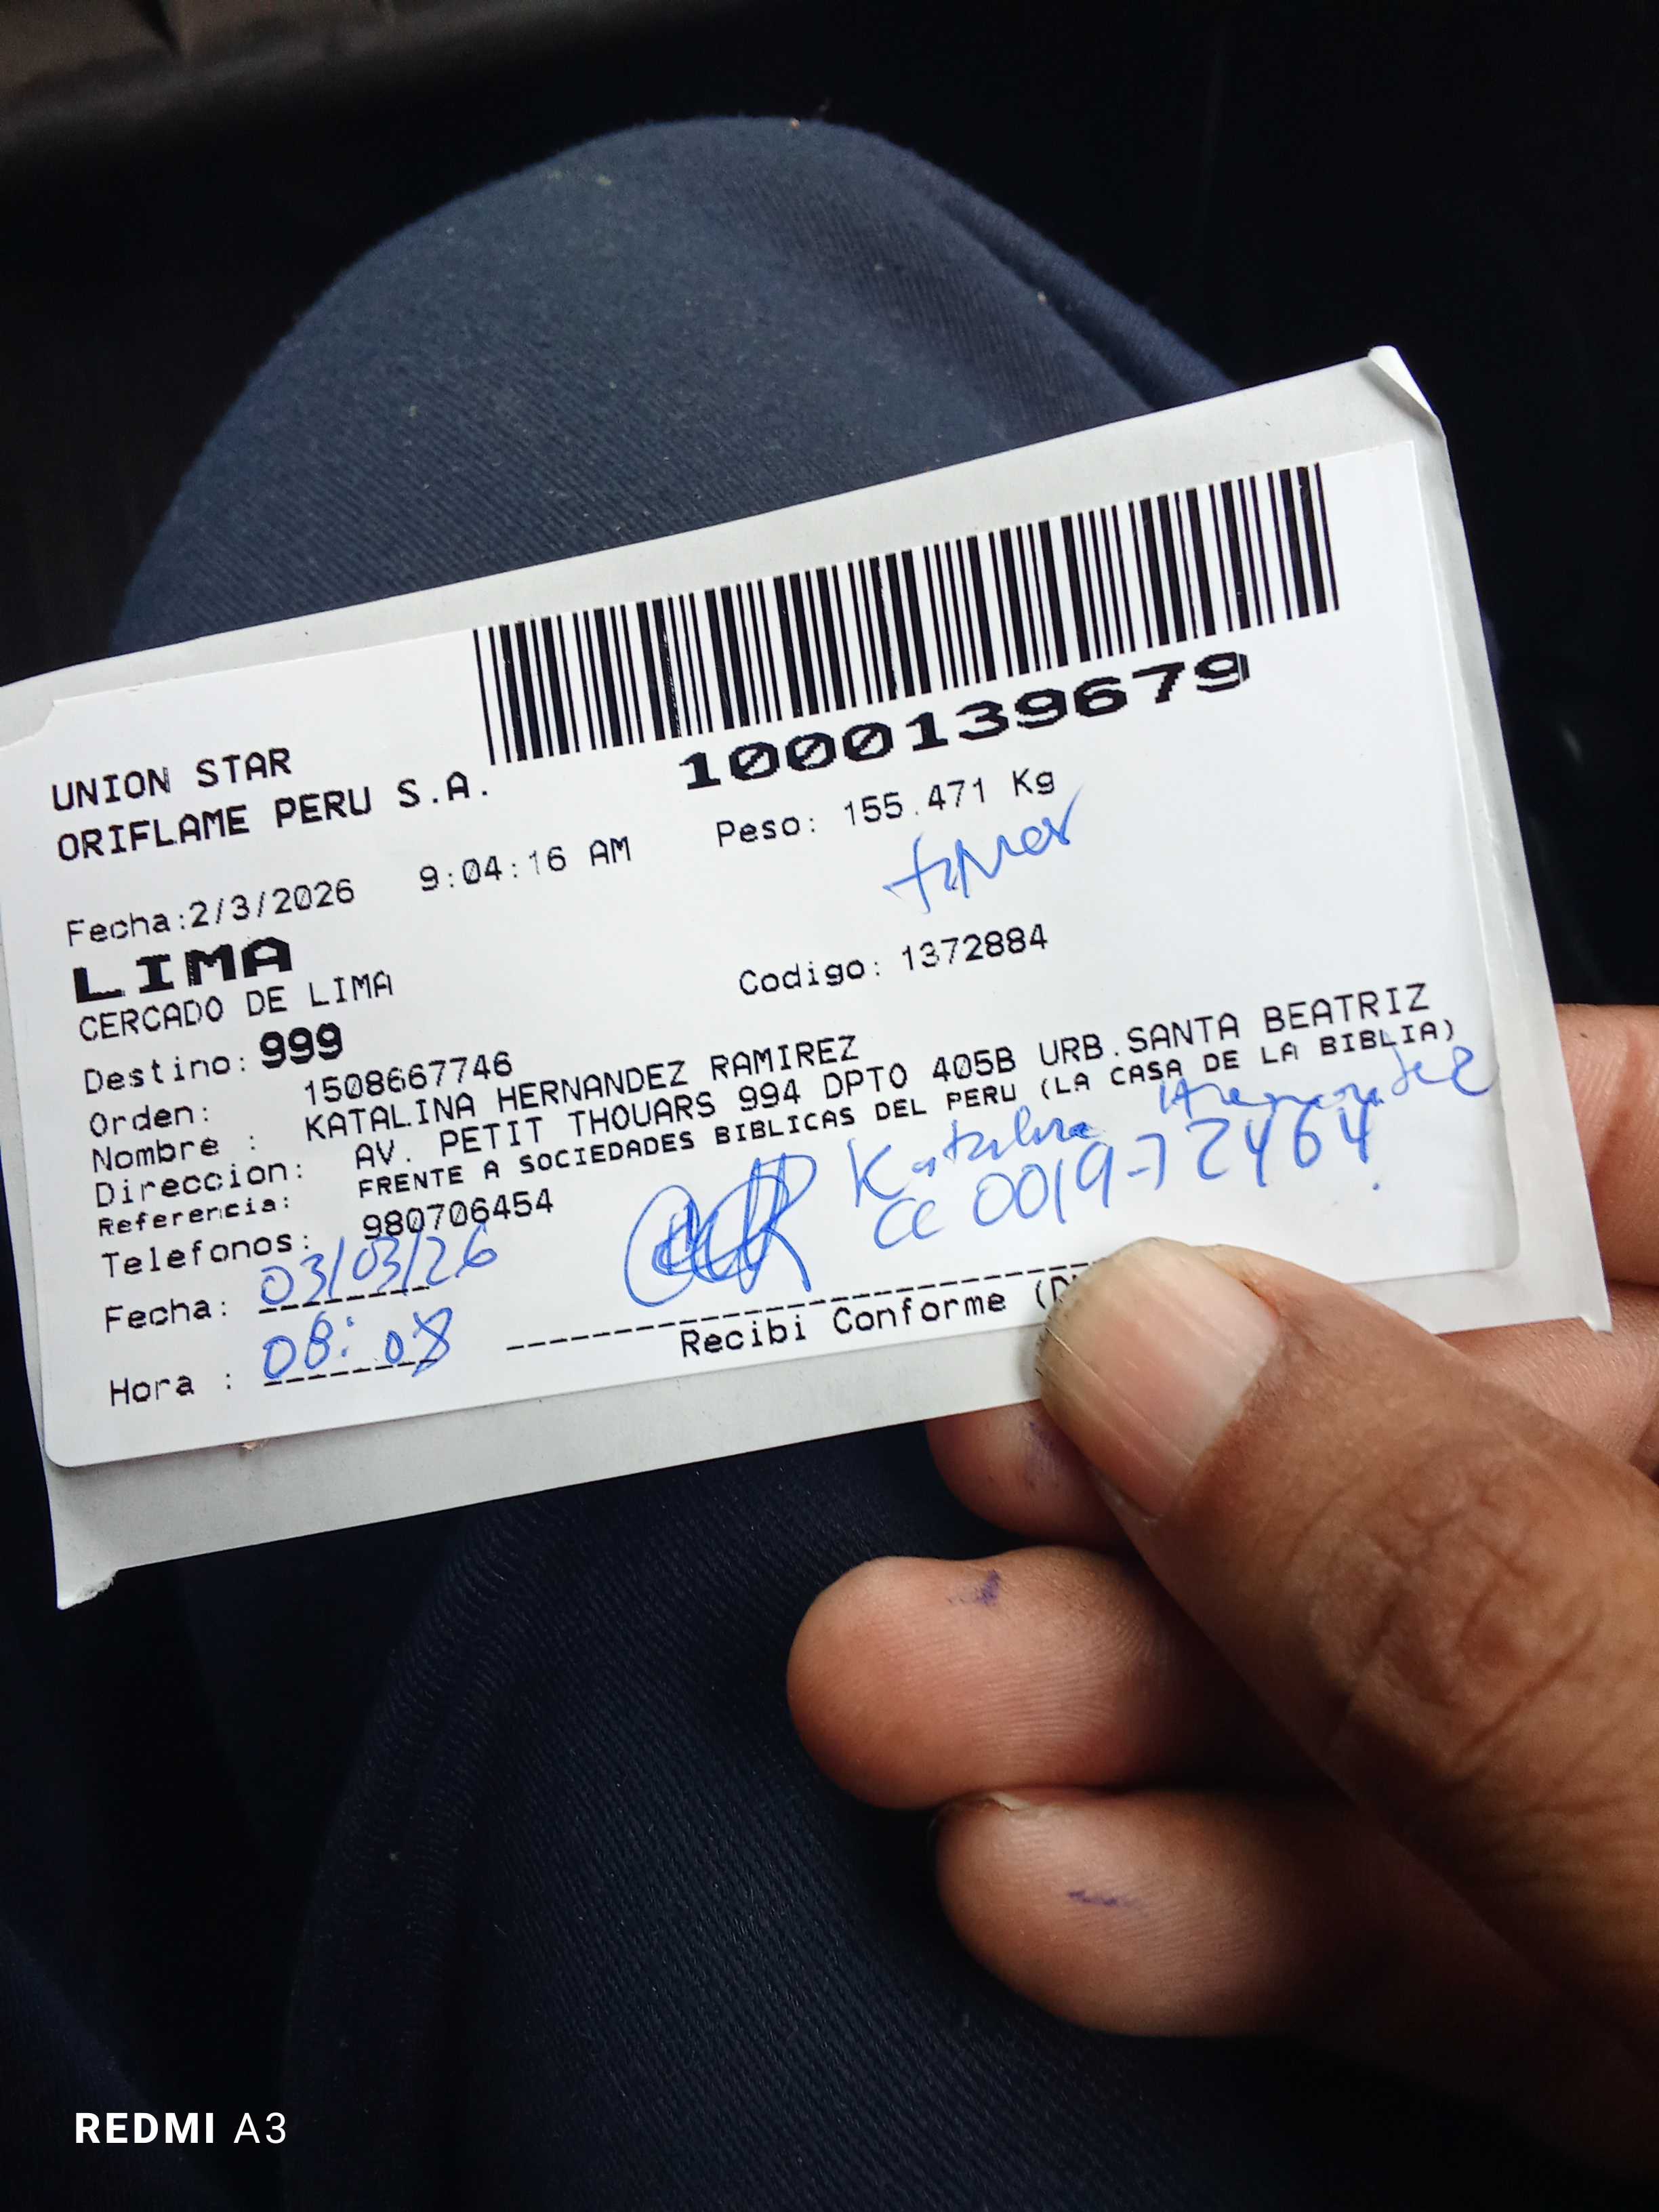 1000139679
UNION STAR
ORIFLAME PERU S.A.
Fecha:2/3/2026 9:04:16 AM Peso: 155.471 Kg
LIMA
CERCADO DE LIMA Codigo: 1372884
Destino: 999
Orden: 1508667746
Nombre : KATALINA HERNANDEZ RAMIREZ
Direccion: AV. PETIT THOUARS 994 DPTO 405B URB.SANTA BEATRIZ
Referencia: FRENTE A SOCIEDADES BIBLICAS DEL PERU (LA CASA DE LA BIBLIA)
Telefonos: 980706454
Katalina Hernandez
CC 0019-72464
Fecha: 03/03/26
Hora : 08:08
Recibi Conforme (D
REDMI A3